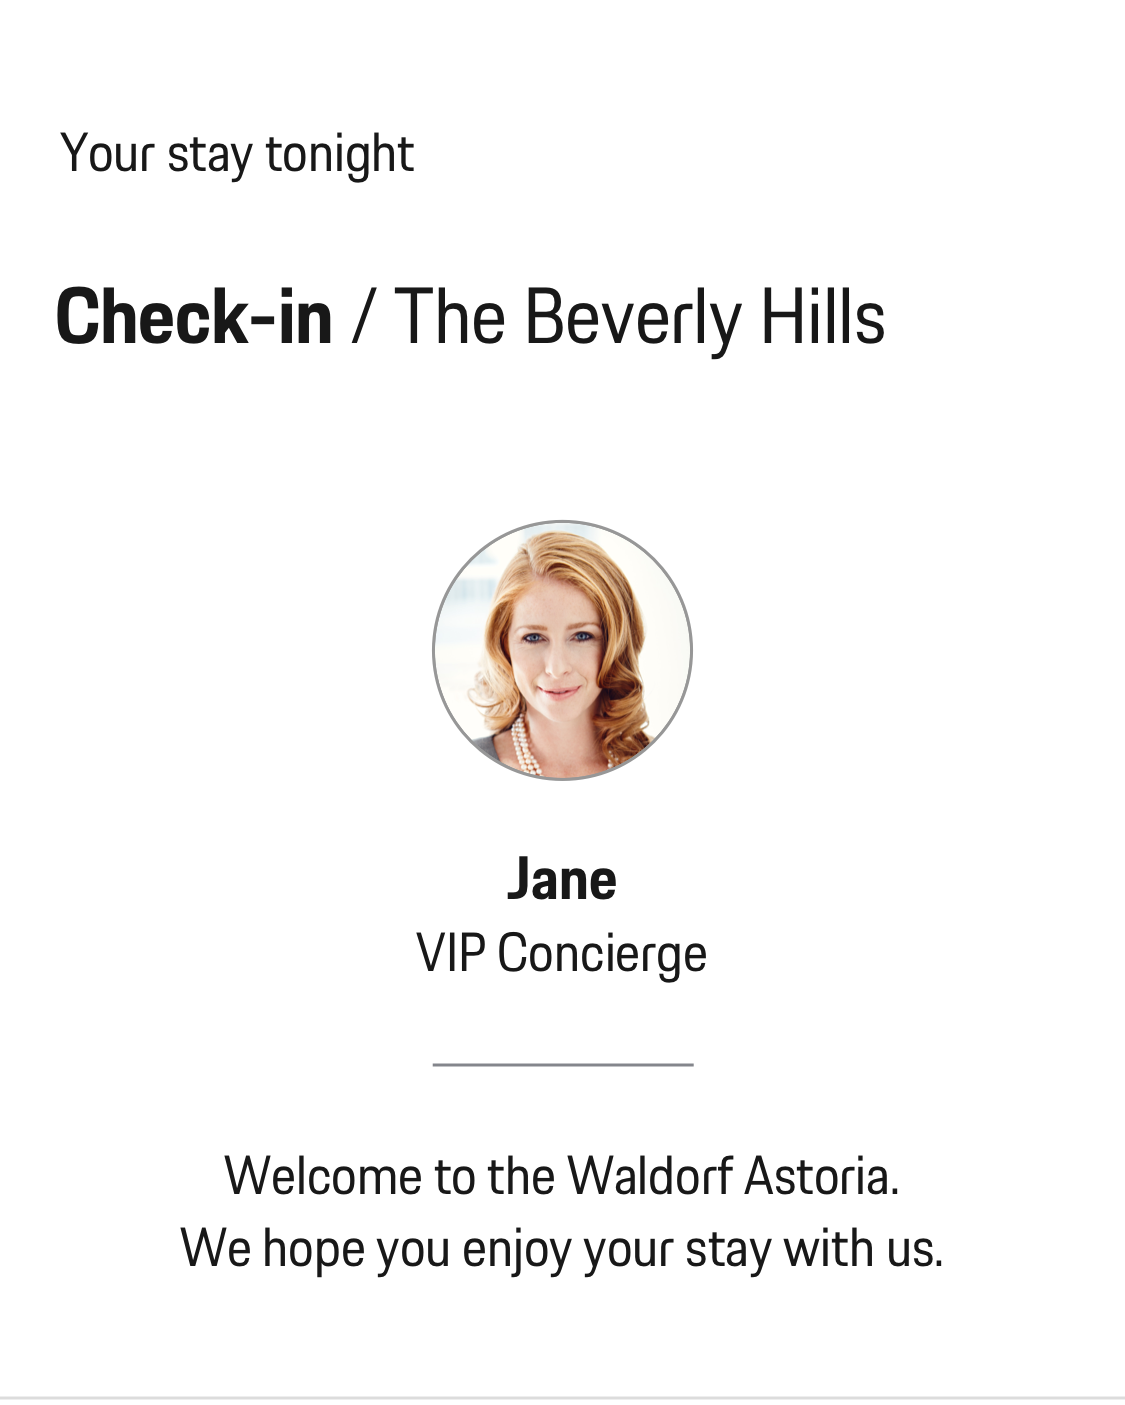 Your stay tonight
Check-in / The Beverly Hills
Jane
VIP Concierge
Welcome to the Waldorf Astoria.
We hope you enjoy your stay with us.